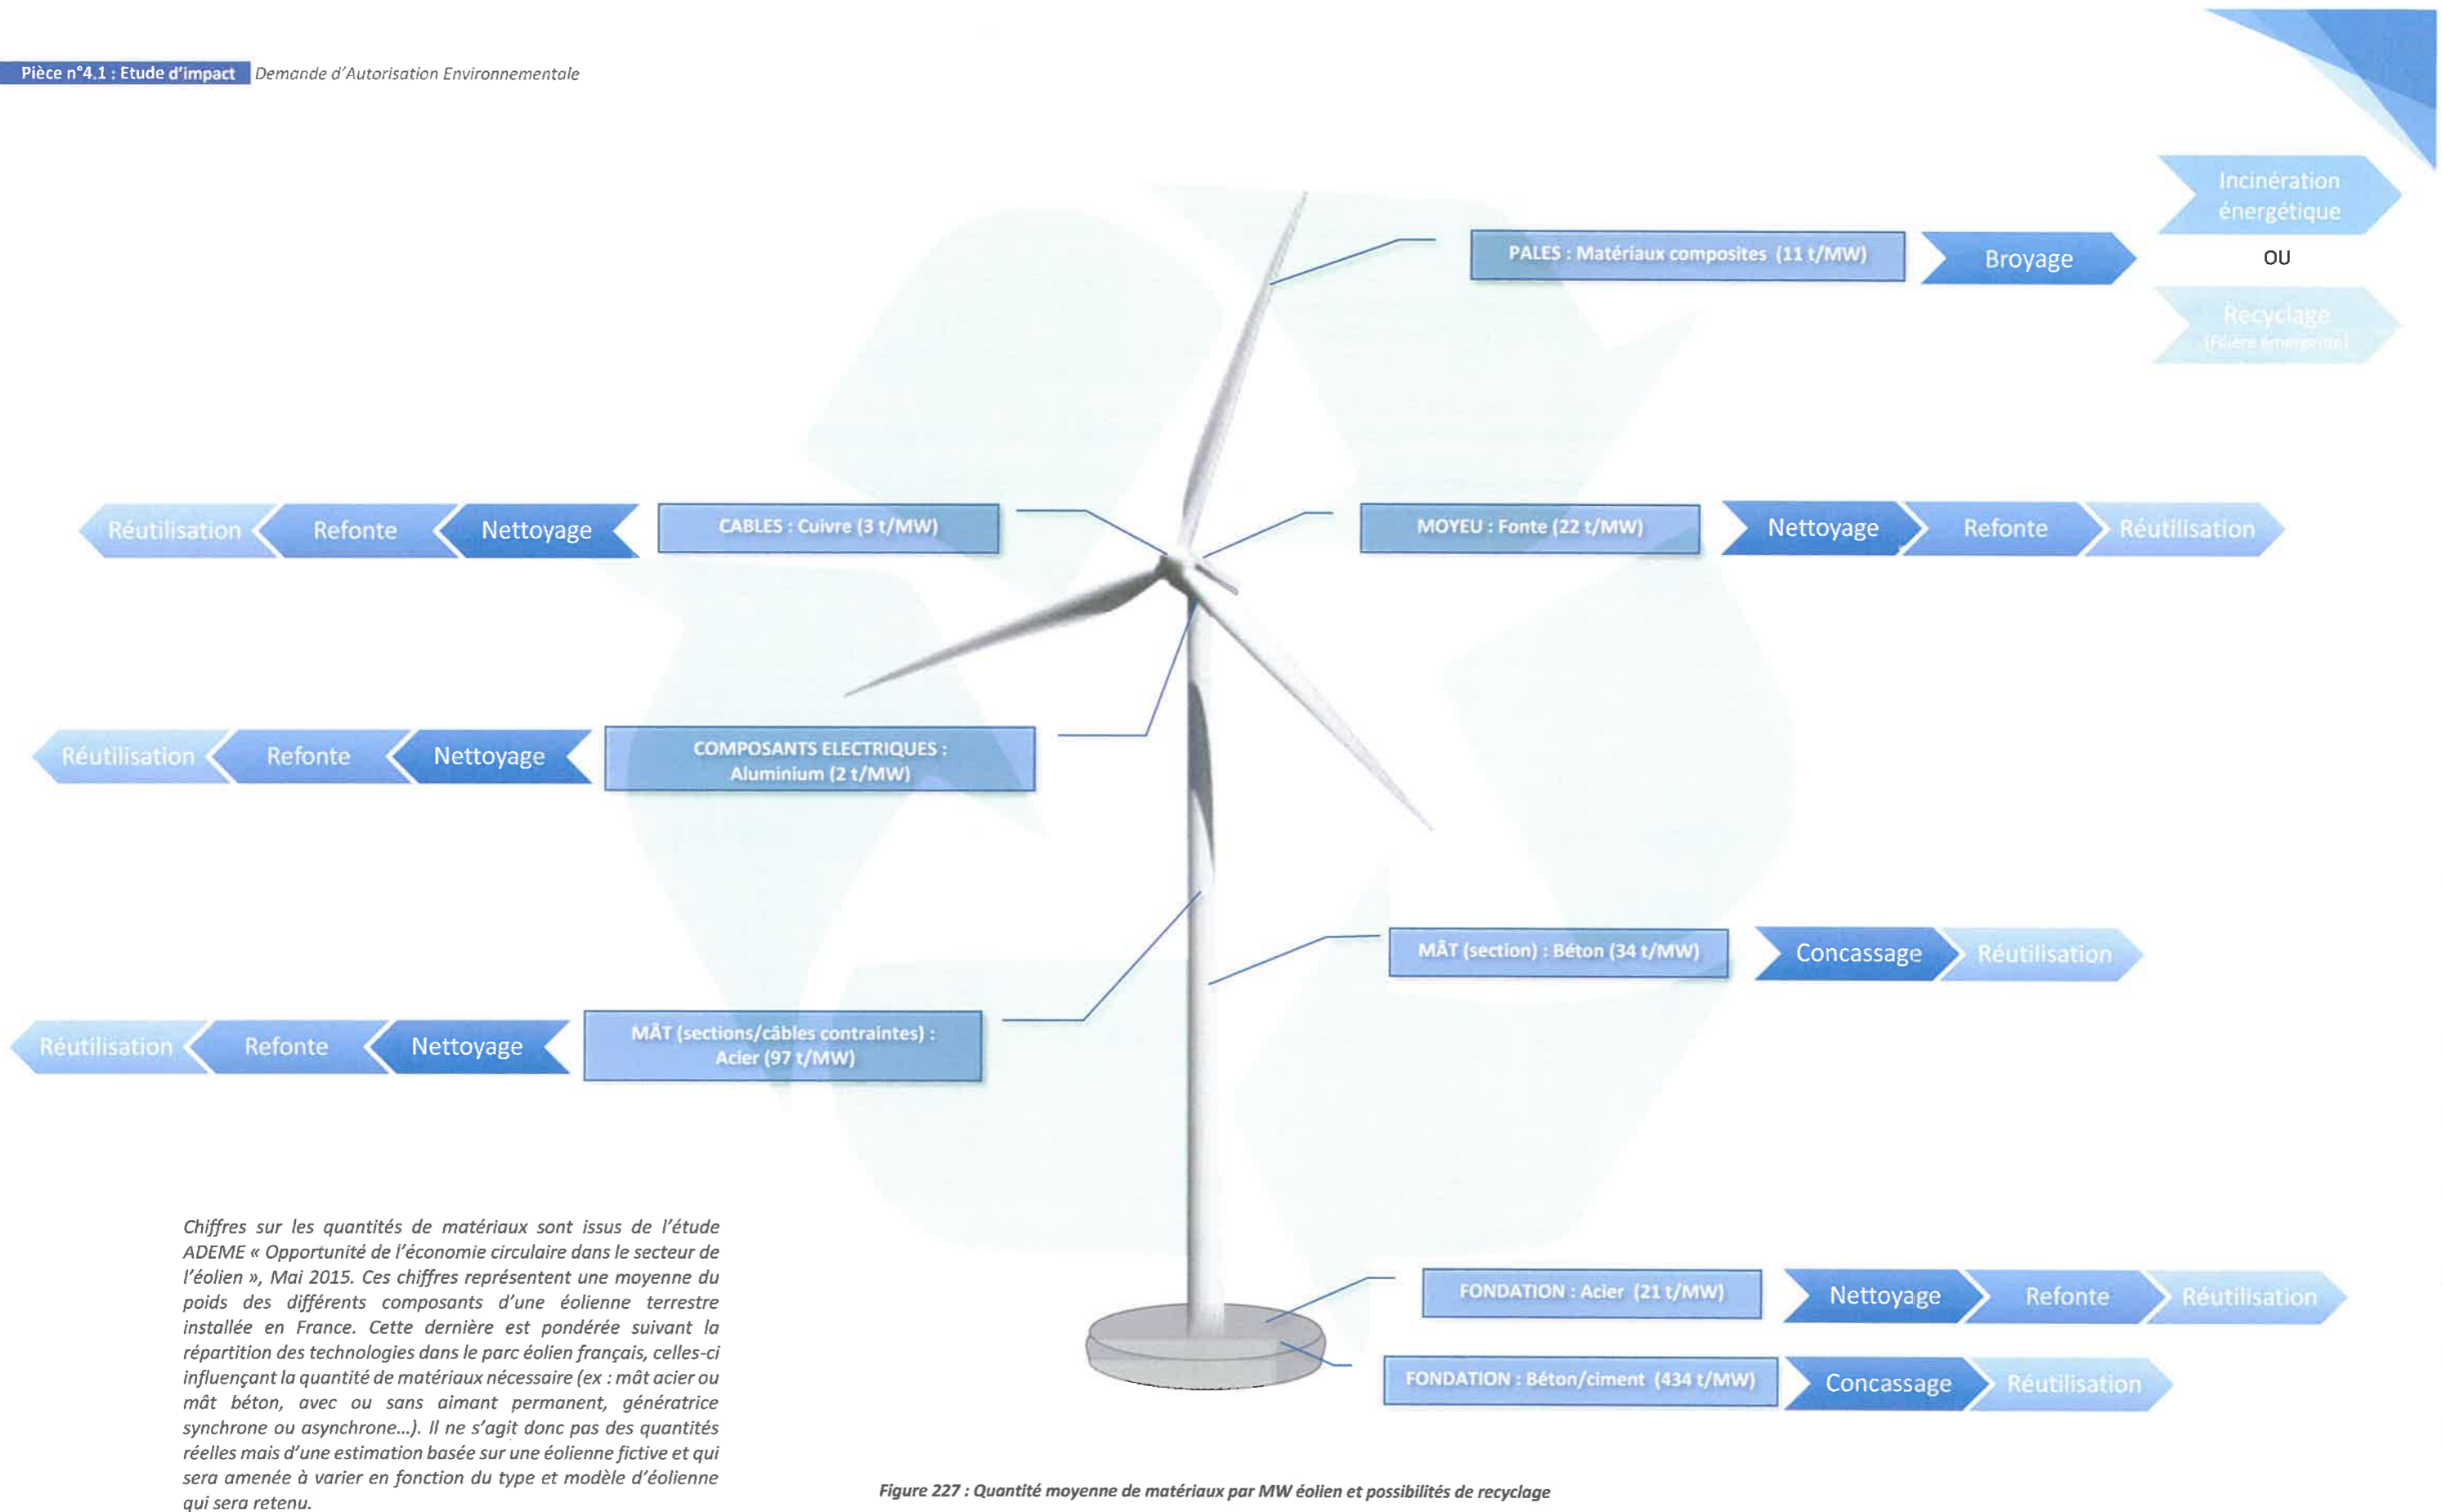 Pièce n°4.1 : Etude d'impact Demande d'Autorisation Environnementale
Incinération
énergétique
PALES : Matériaux composites (11 t/MW)
Broyage
OU
Recyclage
(Filière émergente)
Réutilisation
Refonte
Nettoyage
CABLES : Cuivre (3 t/MW)
MOYEU : Fonte (22 t/MW)
Nettoyage
Refonte
Réutilisation
Réutilisation
Refonte
Nettoyage
COMPOSANTS ELECTRIQUES :
Aluminium (2 t/MW)
MÂT (section) : Béton (34 t/MW)
Concassage
Réutilisation
Réutilisation
Refonte
Nettoyage
MÂT (sections/câbles contraintes) :
Acier (97 t/MW)
FONDATION : Acier (21 t/MW)
Nettoyage
Refonte
Réutilisation
FONDATION : Béton/ciment (434 t/MW)
Concassage
Réutilisation
Chiffres sur les quantités de matériaux sont issus de l'étude
ADEME « Opportunité de l'économie circulaire dans le secteur de
l'éolien », Mai 2015. Ces chiffres représentent une moyenne du
poids des différents composants d'une éolienne terrestre
installée en France. Cette dernière est pondérée suivant la
répartition des technologies dans le parc éolien français, celles-ci
influençant la quantité de matériaux nécessaire (ex : mât acier ou
mât béton, avec ou sans aimant permanent, génératrice
synchrone ou asynchrone...). Il ne s'agit donc pas des quantités
réelles mais d'une estimation basée sur une éolienne fictive et qui
sera amenée à varier en fonction du type et modèle d'éolienne
qui sera retenu.
Figure 227 : Quantité moyenne de matériaux par MW éolien et possibilités de recyclage